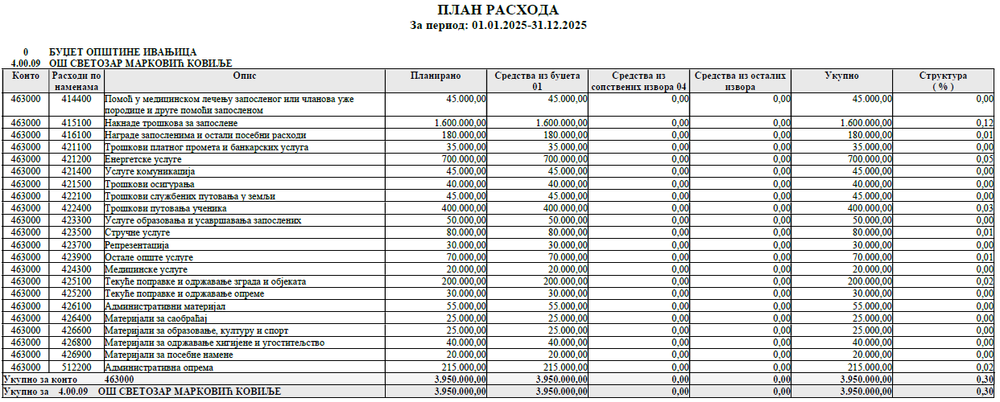 ПЛАН РАСХОДА
За период: 01.01.2025-31.12.2025
0 БУЏЕТ ОПШТИНЕ ИВАЊИЦА
4.00.09 ОШ СВЕТОЗАР МАРКОВИЋ КОВИЉЕ
Конто Расходи по наменама Опис Планирано Средства из буџета 01 Средства из сопствених извора 04 Средства из осталих извора Укупно Структура ( % )
463000 414400 Помоћ у медицинском лечењу запосленог или чланова уже 45.000,00 45.000,00 0,00 0,00 45.000,00 0,00
породице и друге помоћи запосленом
463000 415100 Накнаде трошкова за запослене 1.600.000,00 1.600.000,00 0,00 0,00 1.600.000,00 0,12
463000 416100 Награде запосленима и остали посебни расходи 180.000,00 180.000,00 0,00 0,00 180.000,00 0,01
463000 421100 Трошкови платног промета и банкарских услуга 35.000,00 35.000,00 0,00 0,00 35.000,00 0,00
463000 421200 Енергетске услуге 700.000,00 700.000,00 0,00 0,00 700.000,00 0,05
463000 421400 Услуге комуникација 45.000,00 45.000,00 0,00 0,00 45.000,00 0,00
463000 421500 Трошкови осигурања 40.000,00 40.000,00 0,00 0,00 40.000,00 0,00
463000 422100 Трошкови службених путовања у земљи 45.000,00 45.000,00 0,00 0,00 45.000,00 0,00
463000 422400 Трошкови путовања ученика 400.000,00 400.000,00 0,00 0,00 400.000,00 0,03
463000 423300 Услуге образовања и усавршавања запослених 50.000,00 50.000,00 0,00 0,00 50.000,00 0,00
463000 423500 Стручне услуге 80.000,00 80.000,00 0,00 0,00 80.000,00 0,01
463000 423700 Репрезентација 30.000,00 30.000,00 0,00 0,00 30.000,00 0,00
463000 423900 Остале опште услуге 70.000,00 70.000,00 0,00 0,00 70.000,00 0,01
463000 424300 Медицинске услуге 20.000,00 20.000,00 0,00 0,00 20.000,00 0,00
463000 425100 Текуће поправке и одржавање зграда и објеката 200.000,00 200.000,00 0,00 0,00 200.000,00 0,02
463000 425200 Текуће поправке и одржавање опреме 30.000,00 30.000,00 0,00 0,00 30.000,00 0,00
463000 426100 Административни материјал 55.000,00 55.000,00 0,00 0,00 55.000,00 0,00
463000 426400 Материјали за саобраћај 25.000,00 25.000,00 0,00 0,00 25.000,00 0,00
463000 426600 Материјали за образовање, културу и спорт 25.000,00 25.000,00 0,00 0,00 25.000,00 0,00
463000 426800 Материјали за одржавање хигијене и угоститељство 40.000,00 40.000,00 0,00 0,00 40.000,00 0,00
463000 426900 Материјали за посебне намене 20.000,00 20.000,00 0,00 0,00 20.000,00 0,00
463000 512200 Административна опрема 215.000,00 215.000,00 0,00 0,00 215.000,00 0,02
Укупно за конто 463000 3.950.000,00 3.950.000,00 0,00 0,00 3.950.000,00 0,30
Укупно за 4.00.09 ОШ СВЕТОЗАР МАРКОВИЋ КОВИЉЕ 3.950.000,00 3.950.000,00 0,00 0,00 3.950.000,00 0,30